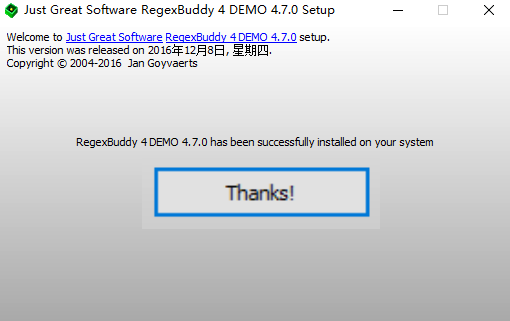 Just Great Software RegexBuddy 4 DEMO 4.7.0 Setup
Welcome to Just Great Software RegexBuddy 4 DEMO 4.7.0 setup.
This version was released on 2016年12月8日, 星期四.
Copyright © 2004-2016  Jan Goyvaerts
RegexBuddy 4 DEMO 4.7.0 has been successfully installed on your system
Thanks!